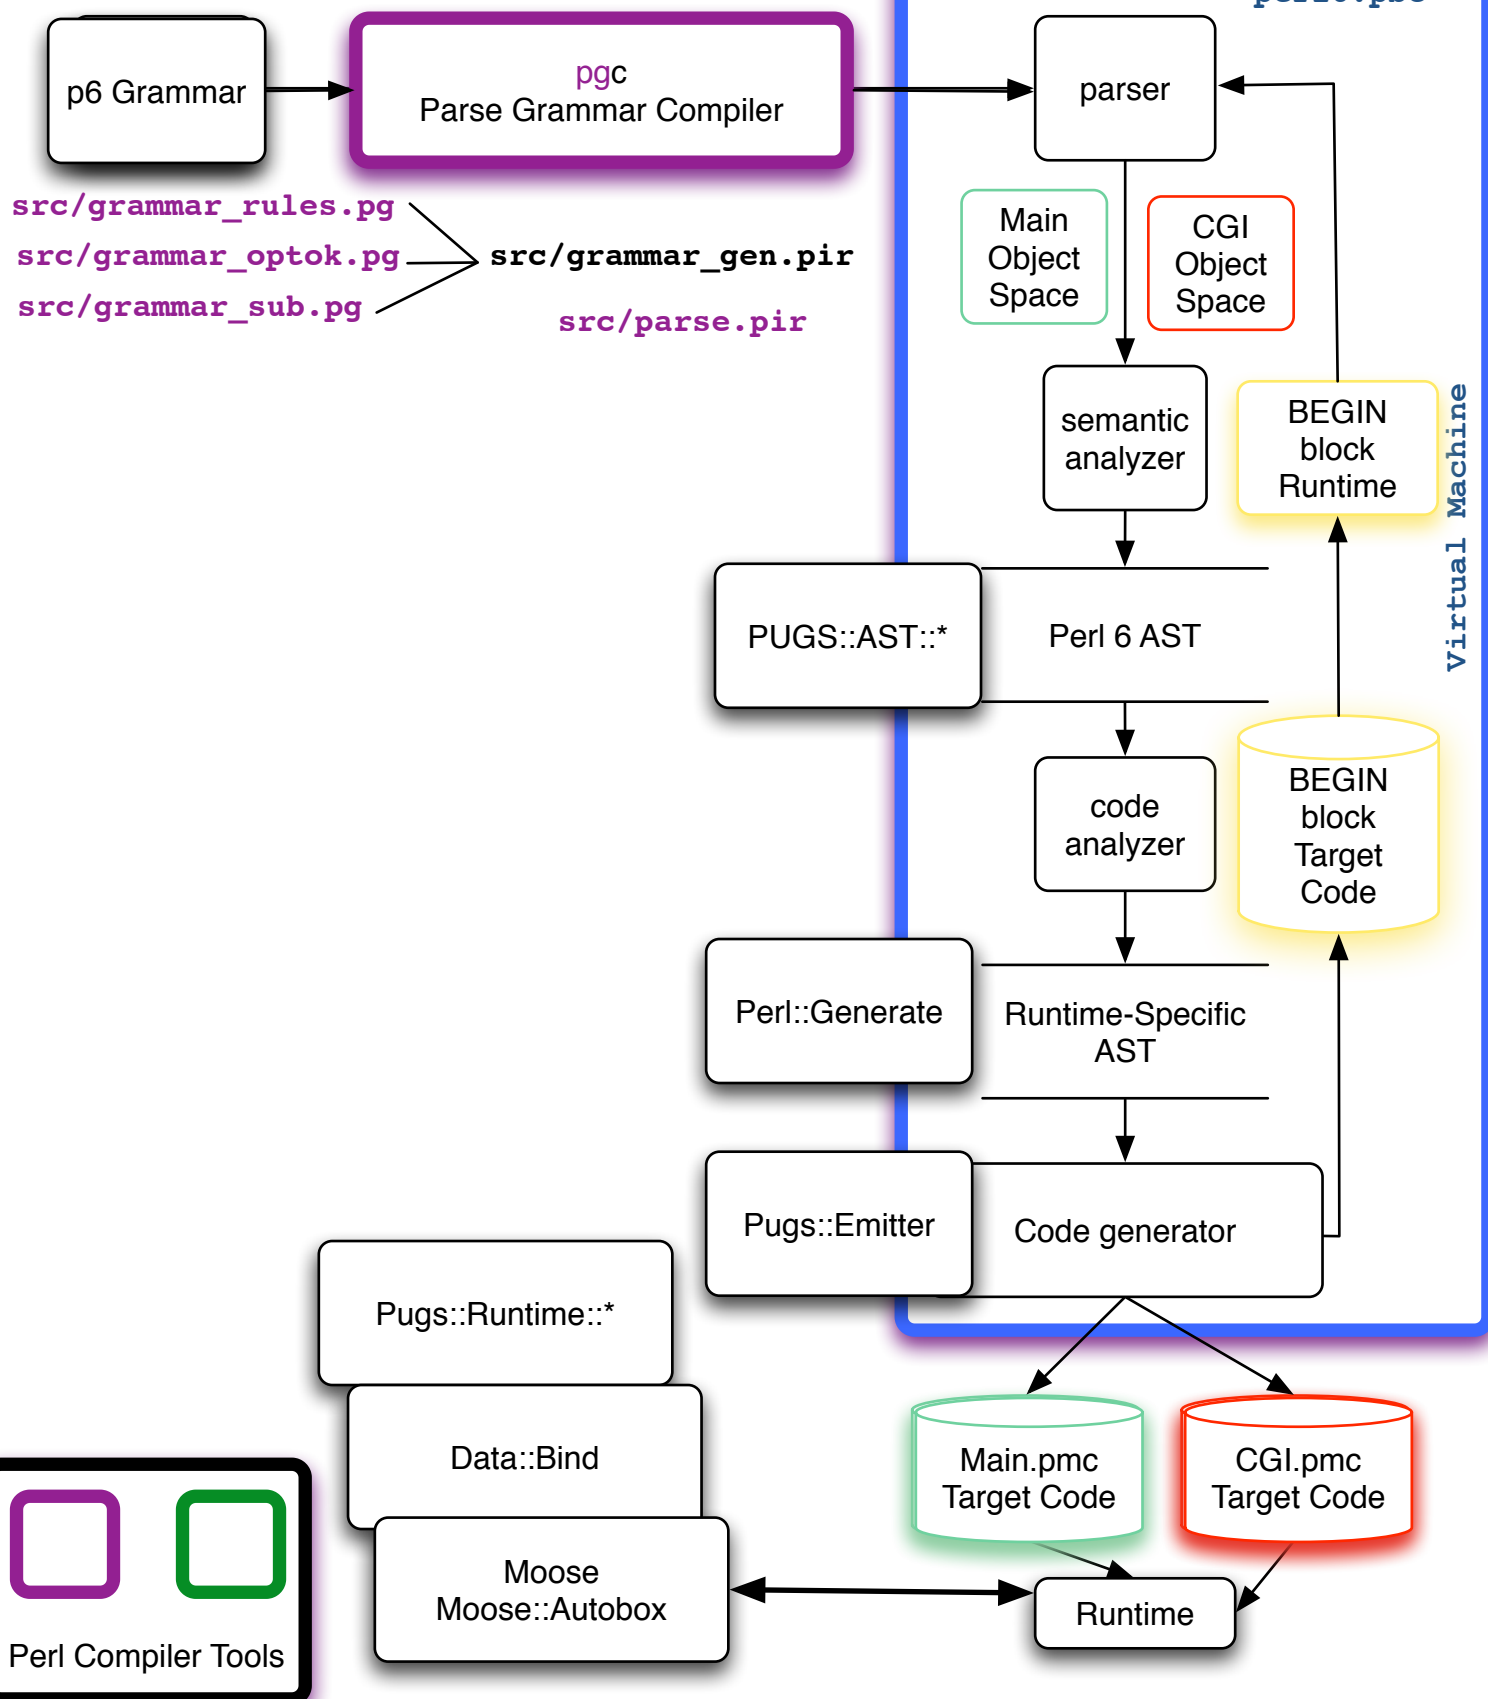 p6 Grammar
pgc
Parse Grammar Compiler
parser
src/grammar_rules.pg
src/grammar_optok.pg
src/grammar_sub.pg
src/grammar_gen.pir
src/parse.pir
Main
Object
Space
CGI
Object
Space
semantic
analyzer
BEGIN
block
Runtime
Virtual Machine
PUGS::AST::*
Perl 6 AST
code
analyzer
BEGIN
block
Target
Code
Perl::Generate
Runtime-Specific
AST
Pugs::Emitter
Code generator
Pugs::Runtime::*
Data::Bind
Moose
Moose::Autobox
Main.pmc
Target Code
CGI.pmc
Target Code
Runtime
Perl Compiler Tools